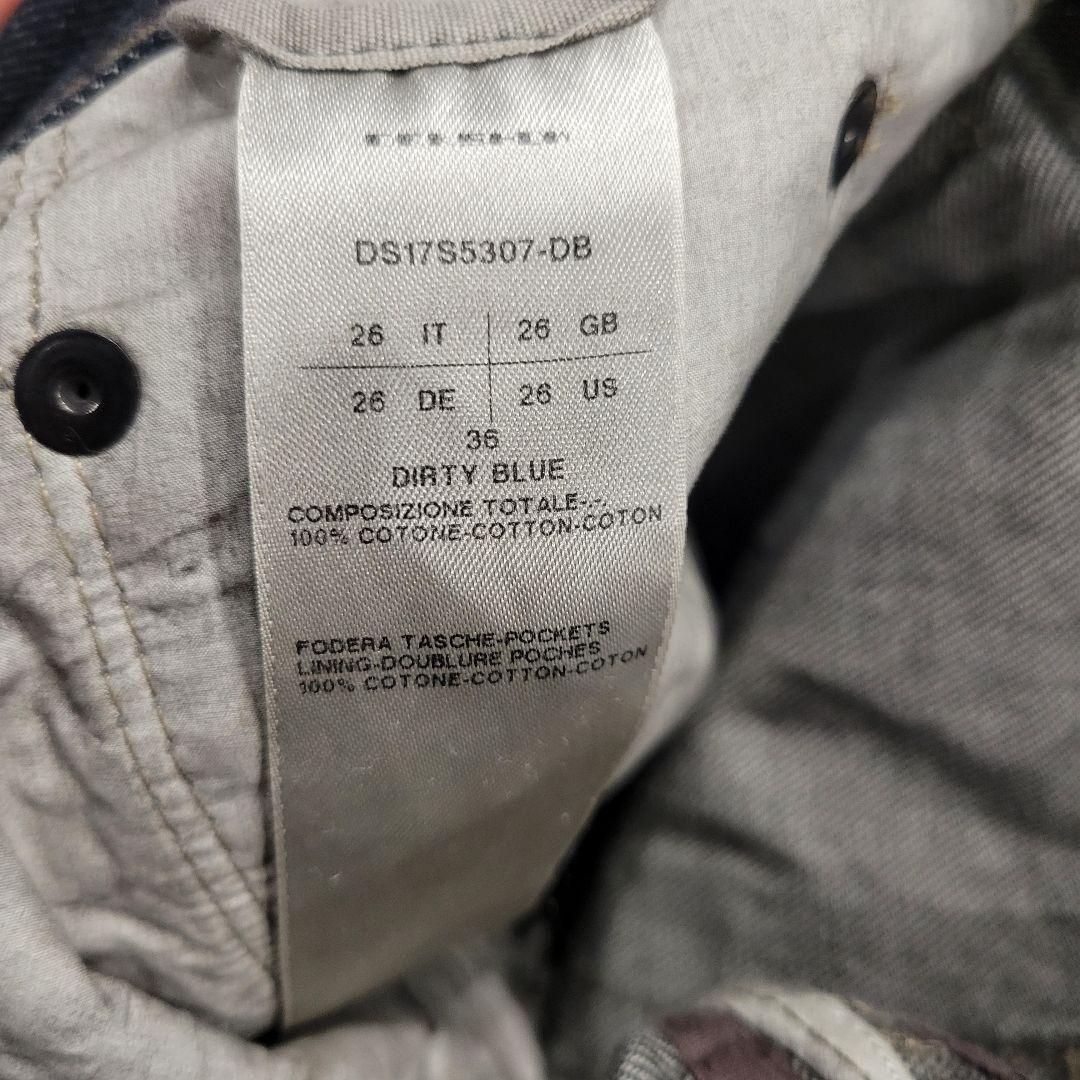 DS17S5307-DB
26 IT 26 GB
26 DE 26 US
36
DIRTY BLUE
COMPOSIZIONE TOTALE-.-.
100% COTONE-COTTON-COTON
FODERA TASCHE-POCKETS
LINING-DOUBLURE POCHES
100% COTONE-COTTON-COTON